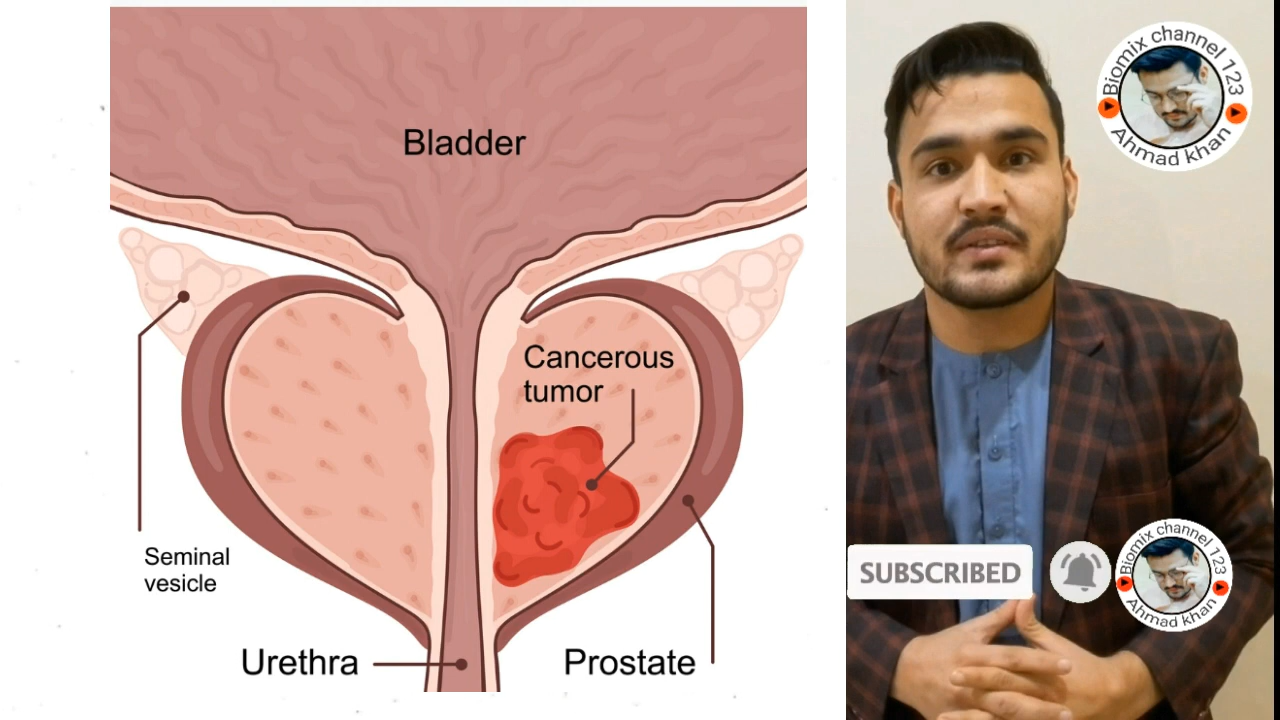 Bladder
Cancerous
tumor
Seminal
vesicle
Urethra
Prostate
Biomix channel 123
Ahmad khan
SUBSCRIBED
Biomix channel 123
Ahmad khan